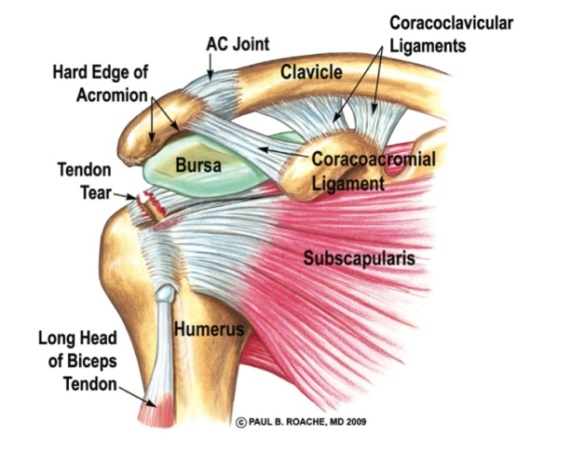 Coracoclavicular
Ligaments
AC Joint
Clavicle
Hard Edge of
Acromion
Bursa
Coracoacromial
Ligament
Tendon
Tear
Subscapularis
Humerus
Long Head
of Biceps
Tendon
© PAUL B. ROACHE, MD 2009